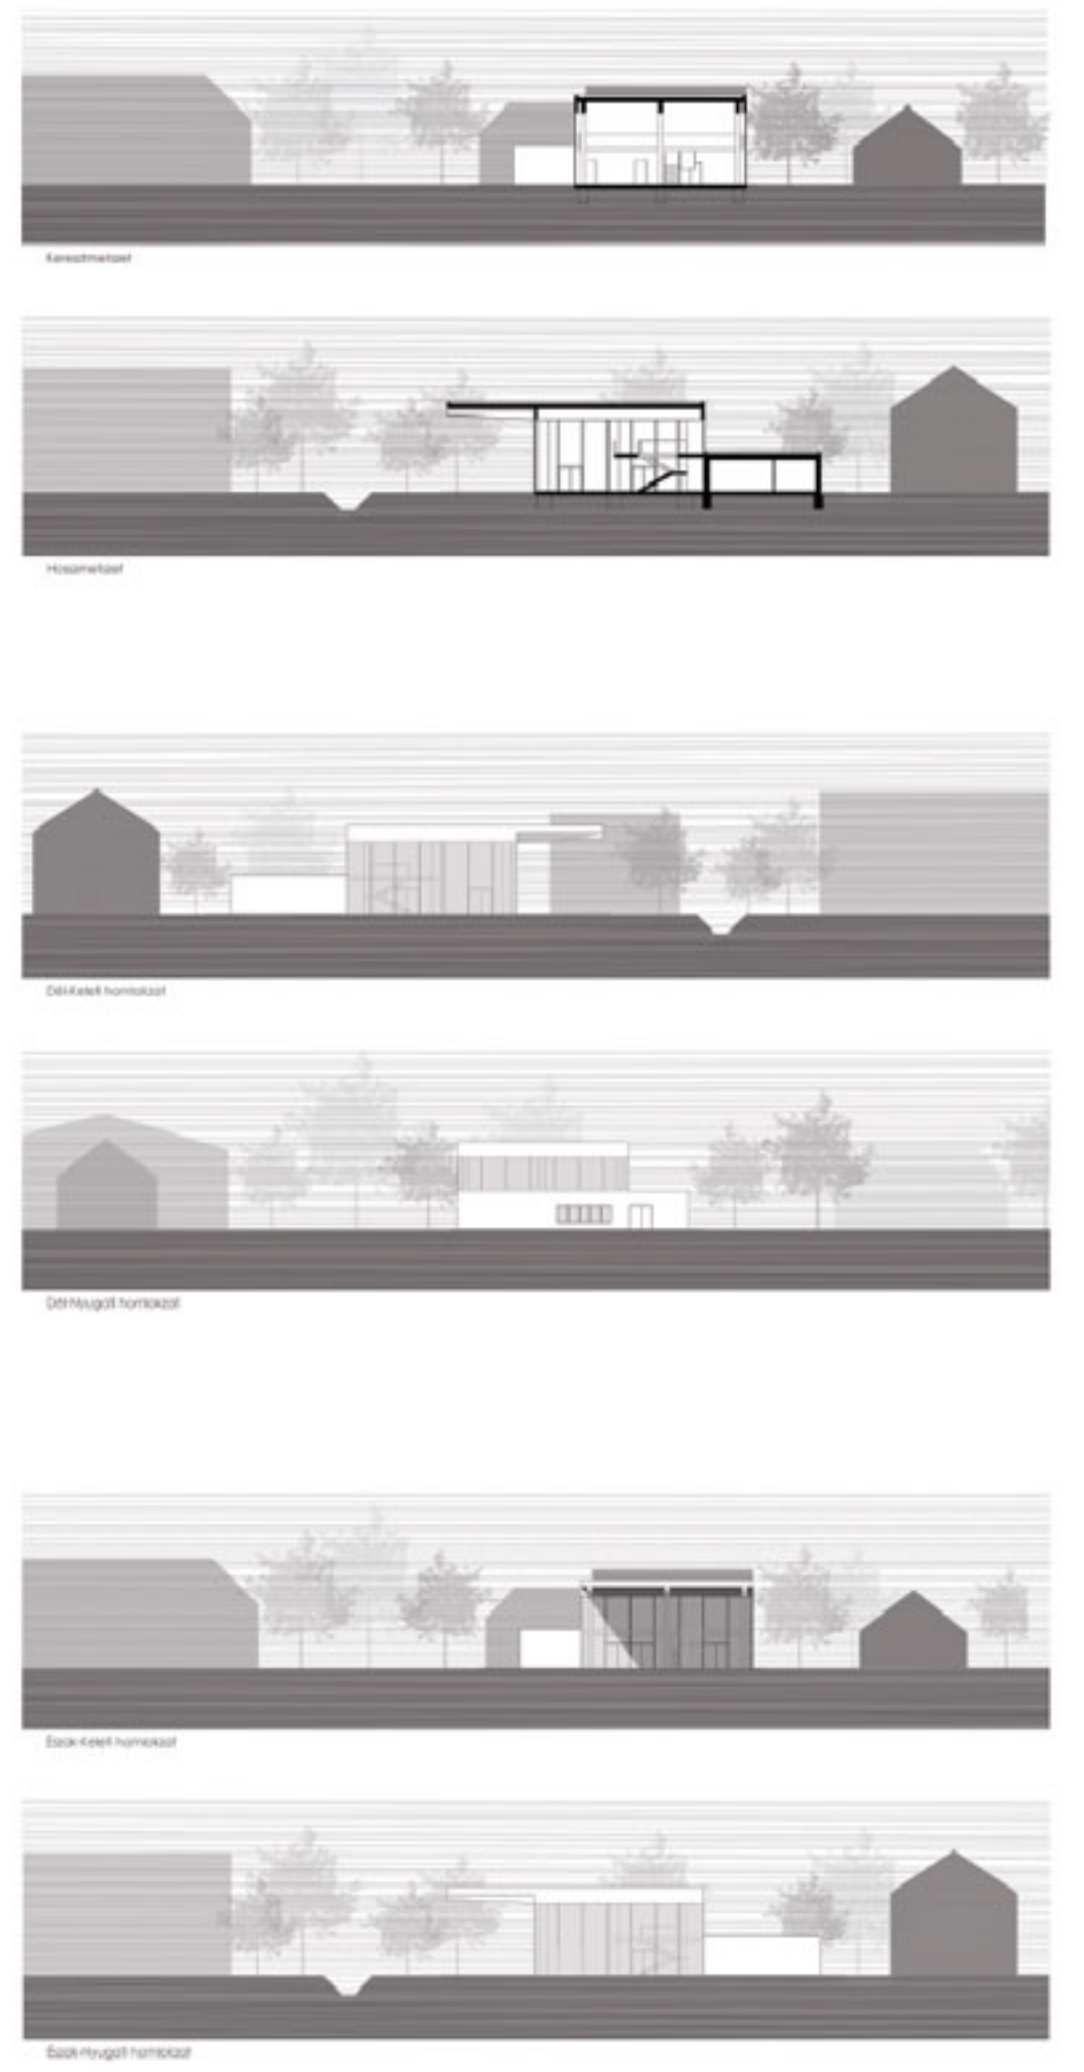 Keresztmetszet
Hosszmetszet
Dél-Keleti homlokzat
Dél-Nyugati homlokzat
Észak-Keleti homlokzat
Észak-Nyugati homlokzat